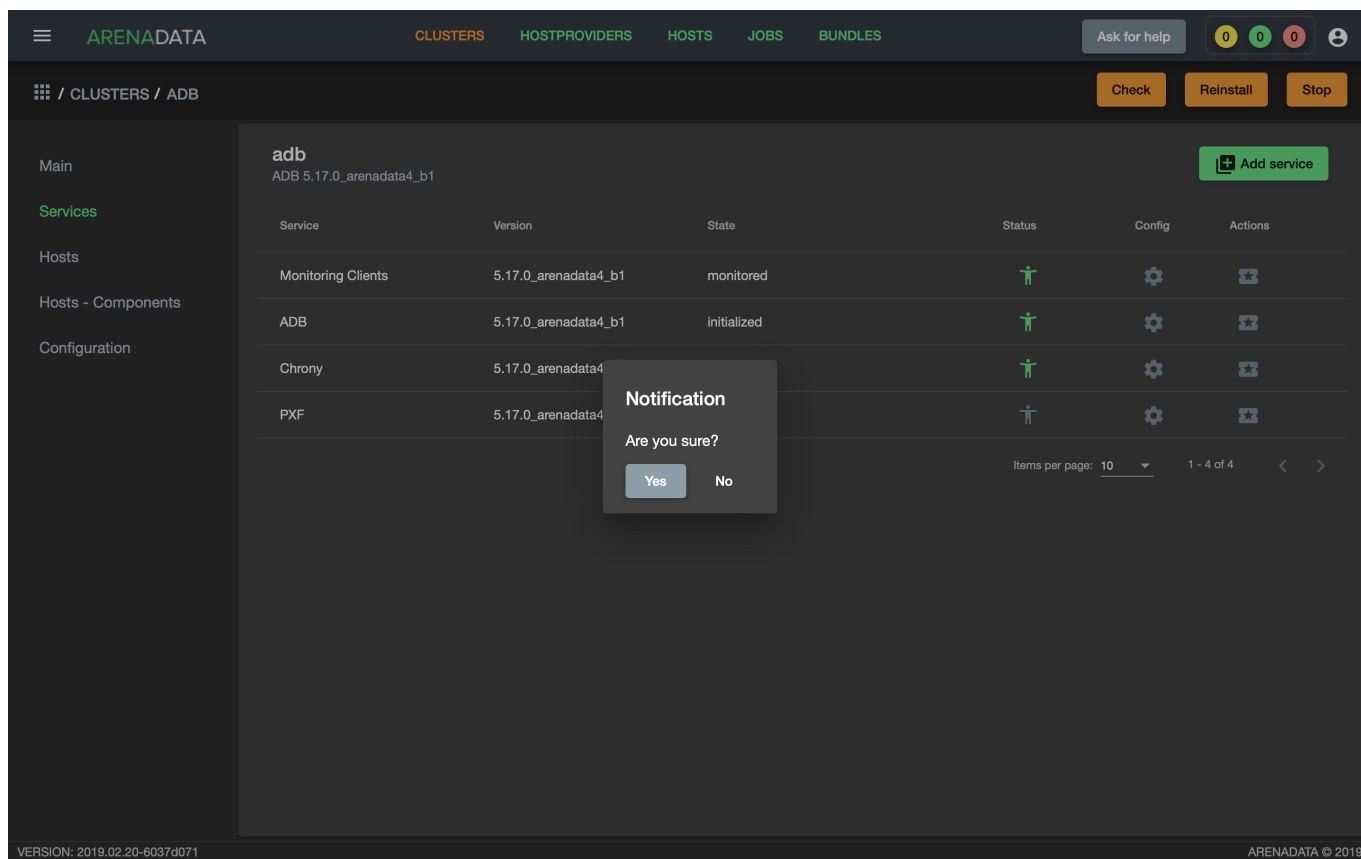 ARENADATA CLUSTERS HOSTPROVIDERS HOSTS JOBS BUNDLES Ask for help 0 0 0
/ CLUSTERS / ADB Check Reinstall Stop
Main
Services
Hosts
Hosts - Components
Configuration
adb
ADB 5.17.0_arenadata4_b1
Add service
Service Version State Status Config Actions
Monitoring Clients 5.17.0_arenadata4_b1 monitored
ADB 5.17.0_arenadata4_b1 initialized
Chrony 5.17.0_arenadata4
PXF 5.17.0_arenadata4
Notification
Are you sure?
Yes No
Items per page: 10 1 - 4 of 4
VERSION: 2019.02.20-6037d071 ARENADATA © 2019